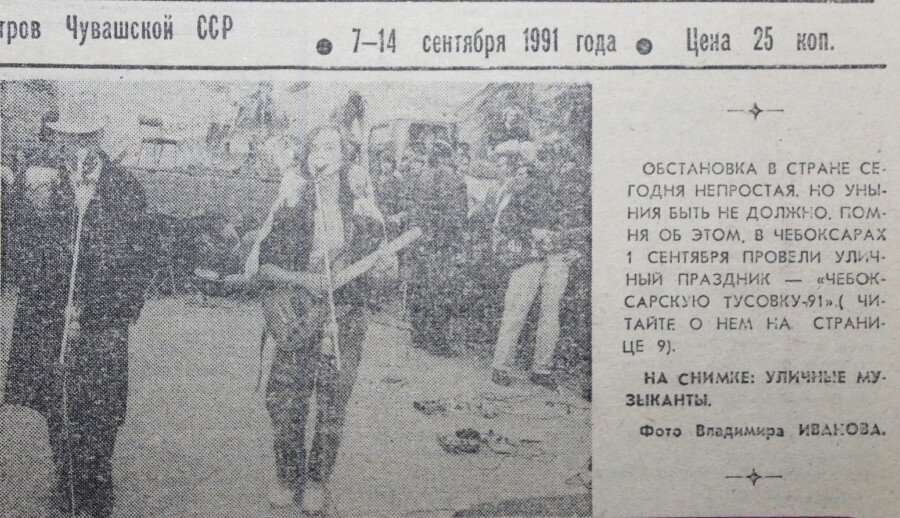 тров Чувашской ССР ● 7–14 сентября 1991 года ● Цена 25 коп.
ОБСТАНОВКА В СТРАНЕ СЕ-
ГОДНЯ НЕПРОСТАЯ. НО УНЫ-
НИЯ БЫТЬ НЕ ДОЛЖНО. ПОМ-
НЯ ОБ ЭТОМ, В ЧЕБОКСАРАХ
1 СЕНТЯБРЯ ПРОВЕЛИ УЛИЧ-
НЫЙ ПРАЗДНИК — «ЧЕБОК-
САРСКУЮ ТУСОВКУ-91».( ЧИ-
ТАЙТЕ О НЕМ НА СТРАНИ-
ЦЕ 9).
НА СНИМКЕ: УЛИЧНЫЕ МУ-
ЗЫКАНТЫ.
Фото Владимира ИВАНОВА.